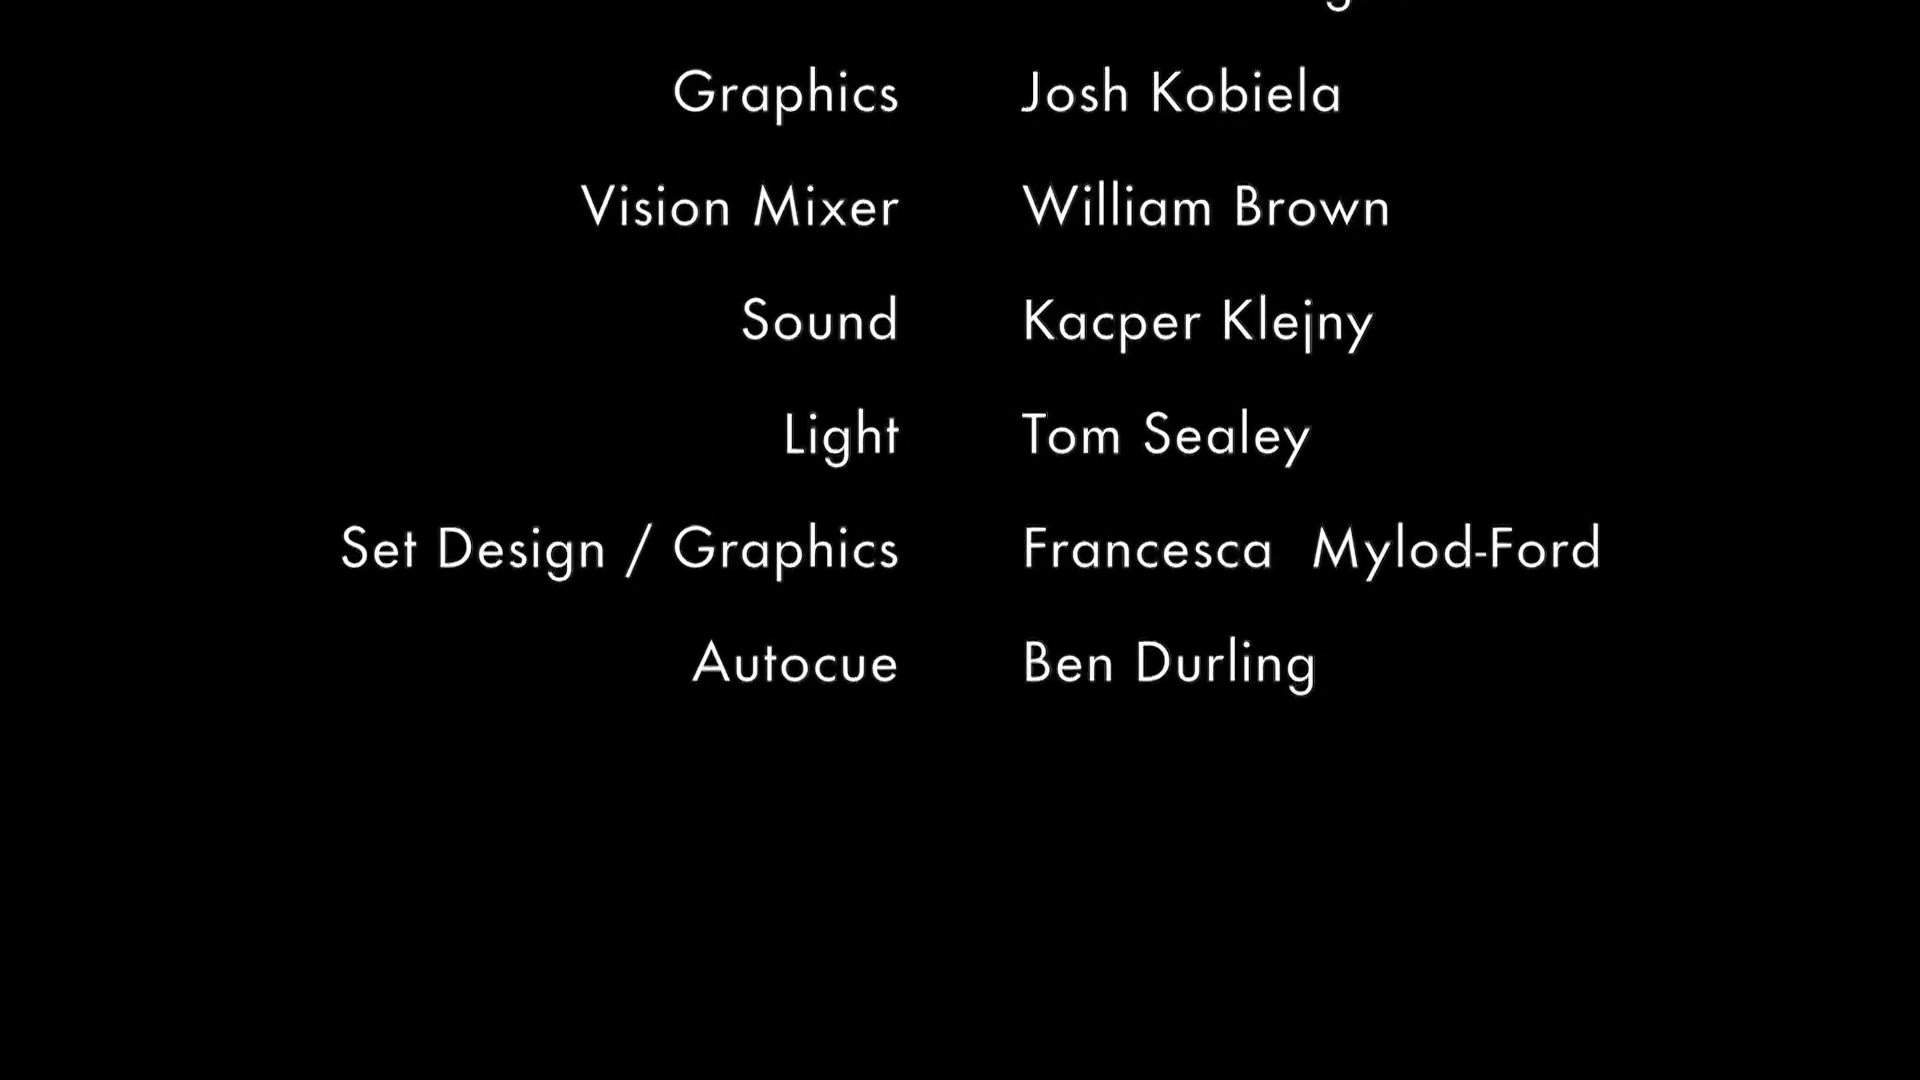 Graphics Josh Kobiela
Vision Mixer William Brown
Sound Kacper Klejny
Light Tom Sealey
Set Design / Graphics Francesca Mylod-Ford
Autocue Ben Durling